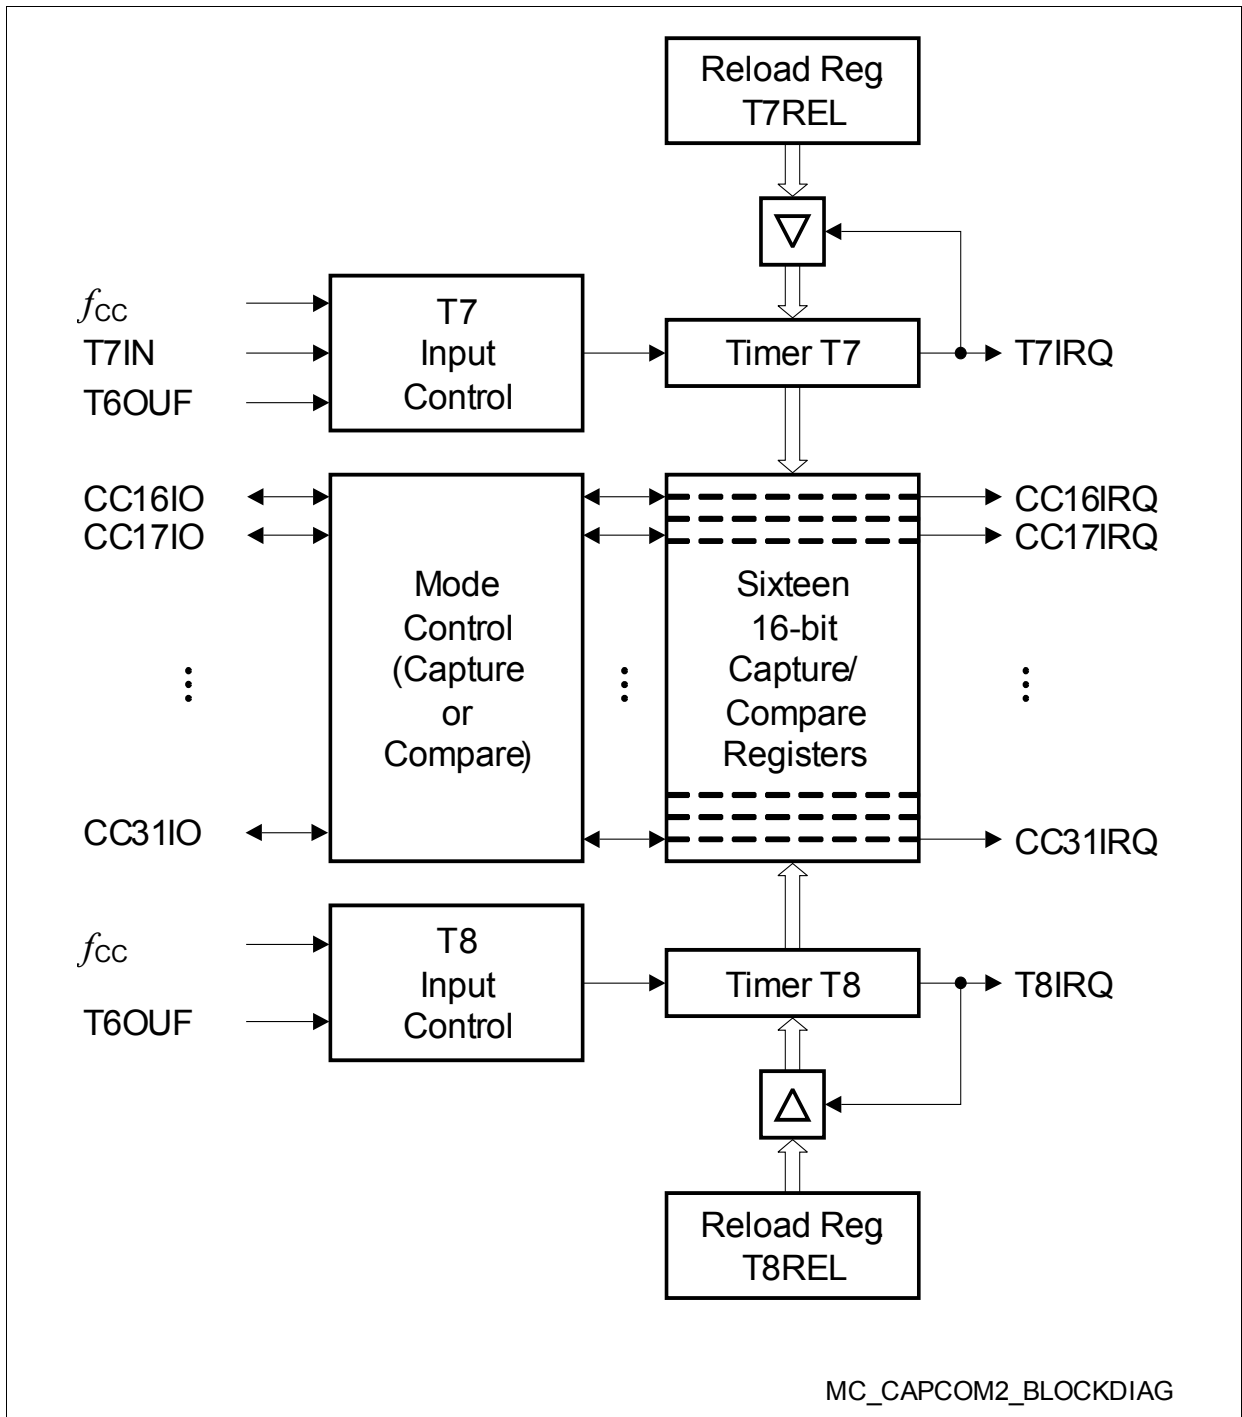 Reload Reg.
T7REL
fCC
T7IN
T6OUF
T7
Input
Control
Timer T7
T7IRQ
CC16IO
CC17IO
CC31IO
Mode
Control
(Capture
or
Compare)
Sixteen
16-bit
Capture/
Compare
Registers
CC16IRQ
CC17IRQ
CC31IRQ
fCC
T6OUF
T8
Input
Control
Timer T8
T8IRQ
Reload Reg.
T8REL
MC_CAPCOM2_BLOCKDIAG